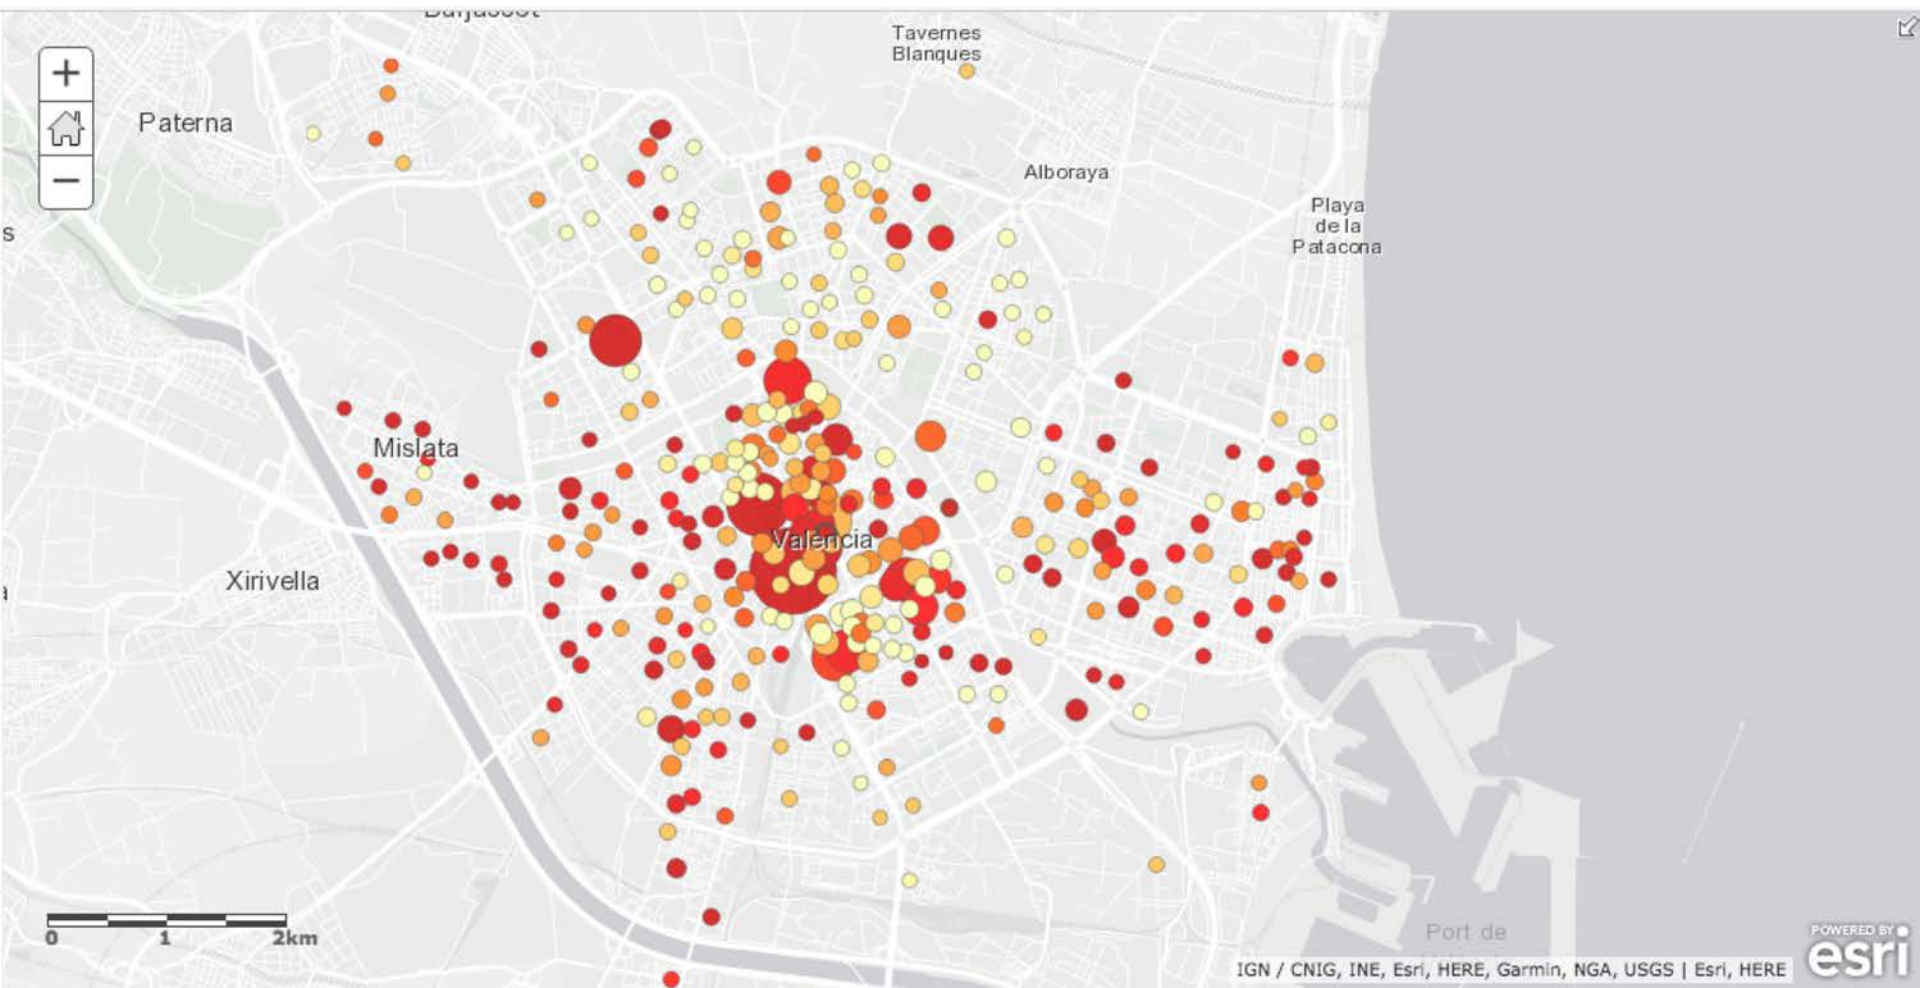 Tavernes
Blanques
+
Paterna
Alboraya
−
Playa
de la
Patacona
s
Mislata
València
Xirivella
0 1 2km
Port de
POWERED BY
esri
IGN / CNIG, INE, Esri, HERE, Garmin, NGA, USGS | Esri, HERE